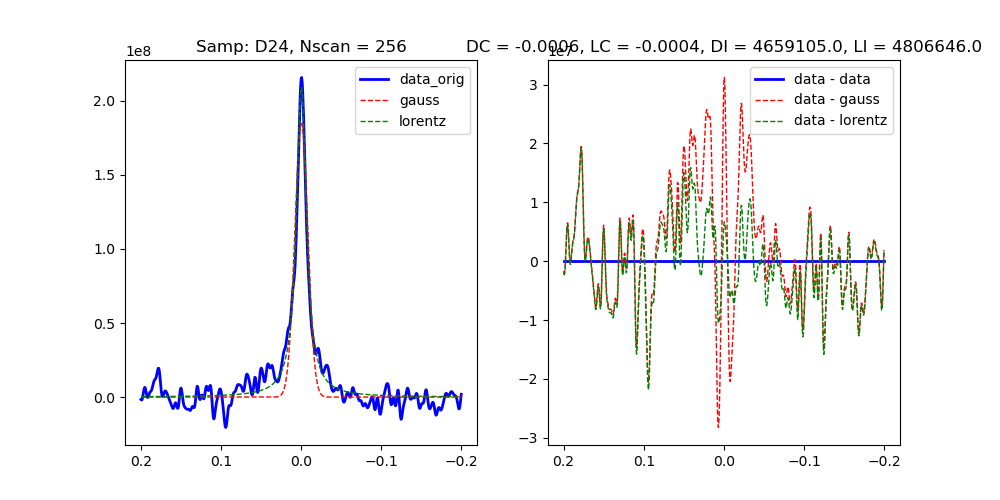 Samp: D24, Nscan = 256
1e8
data_orig
gauss
lorentz
2.0
1.5
1.0
0.5
0.0
0.2 0.1 0.0 −0.1 −0.2
DC = -0.0006, LC = -0.0004, DI = 4659105.0, LI = 4806646.0
1e7
data - data
data - gauss
data - lorentz
3
2
1
0
−1
−2
−3
0.2 0.1 0.0 −0.1 −0.2